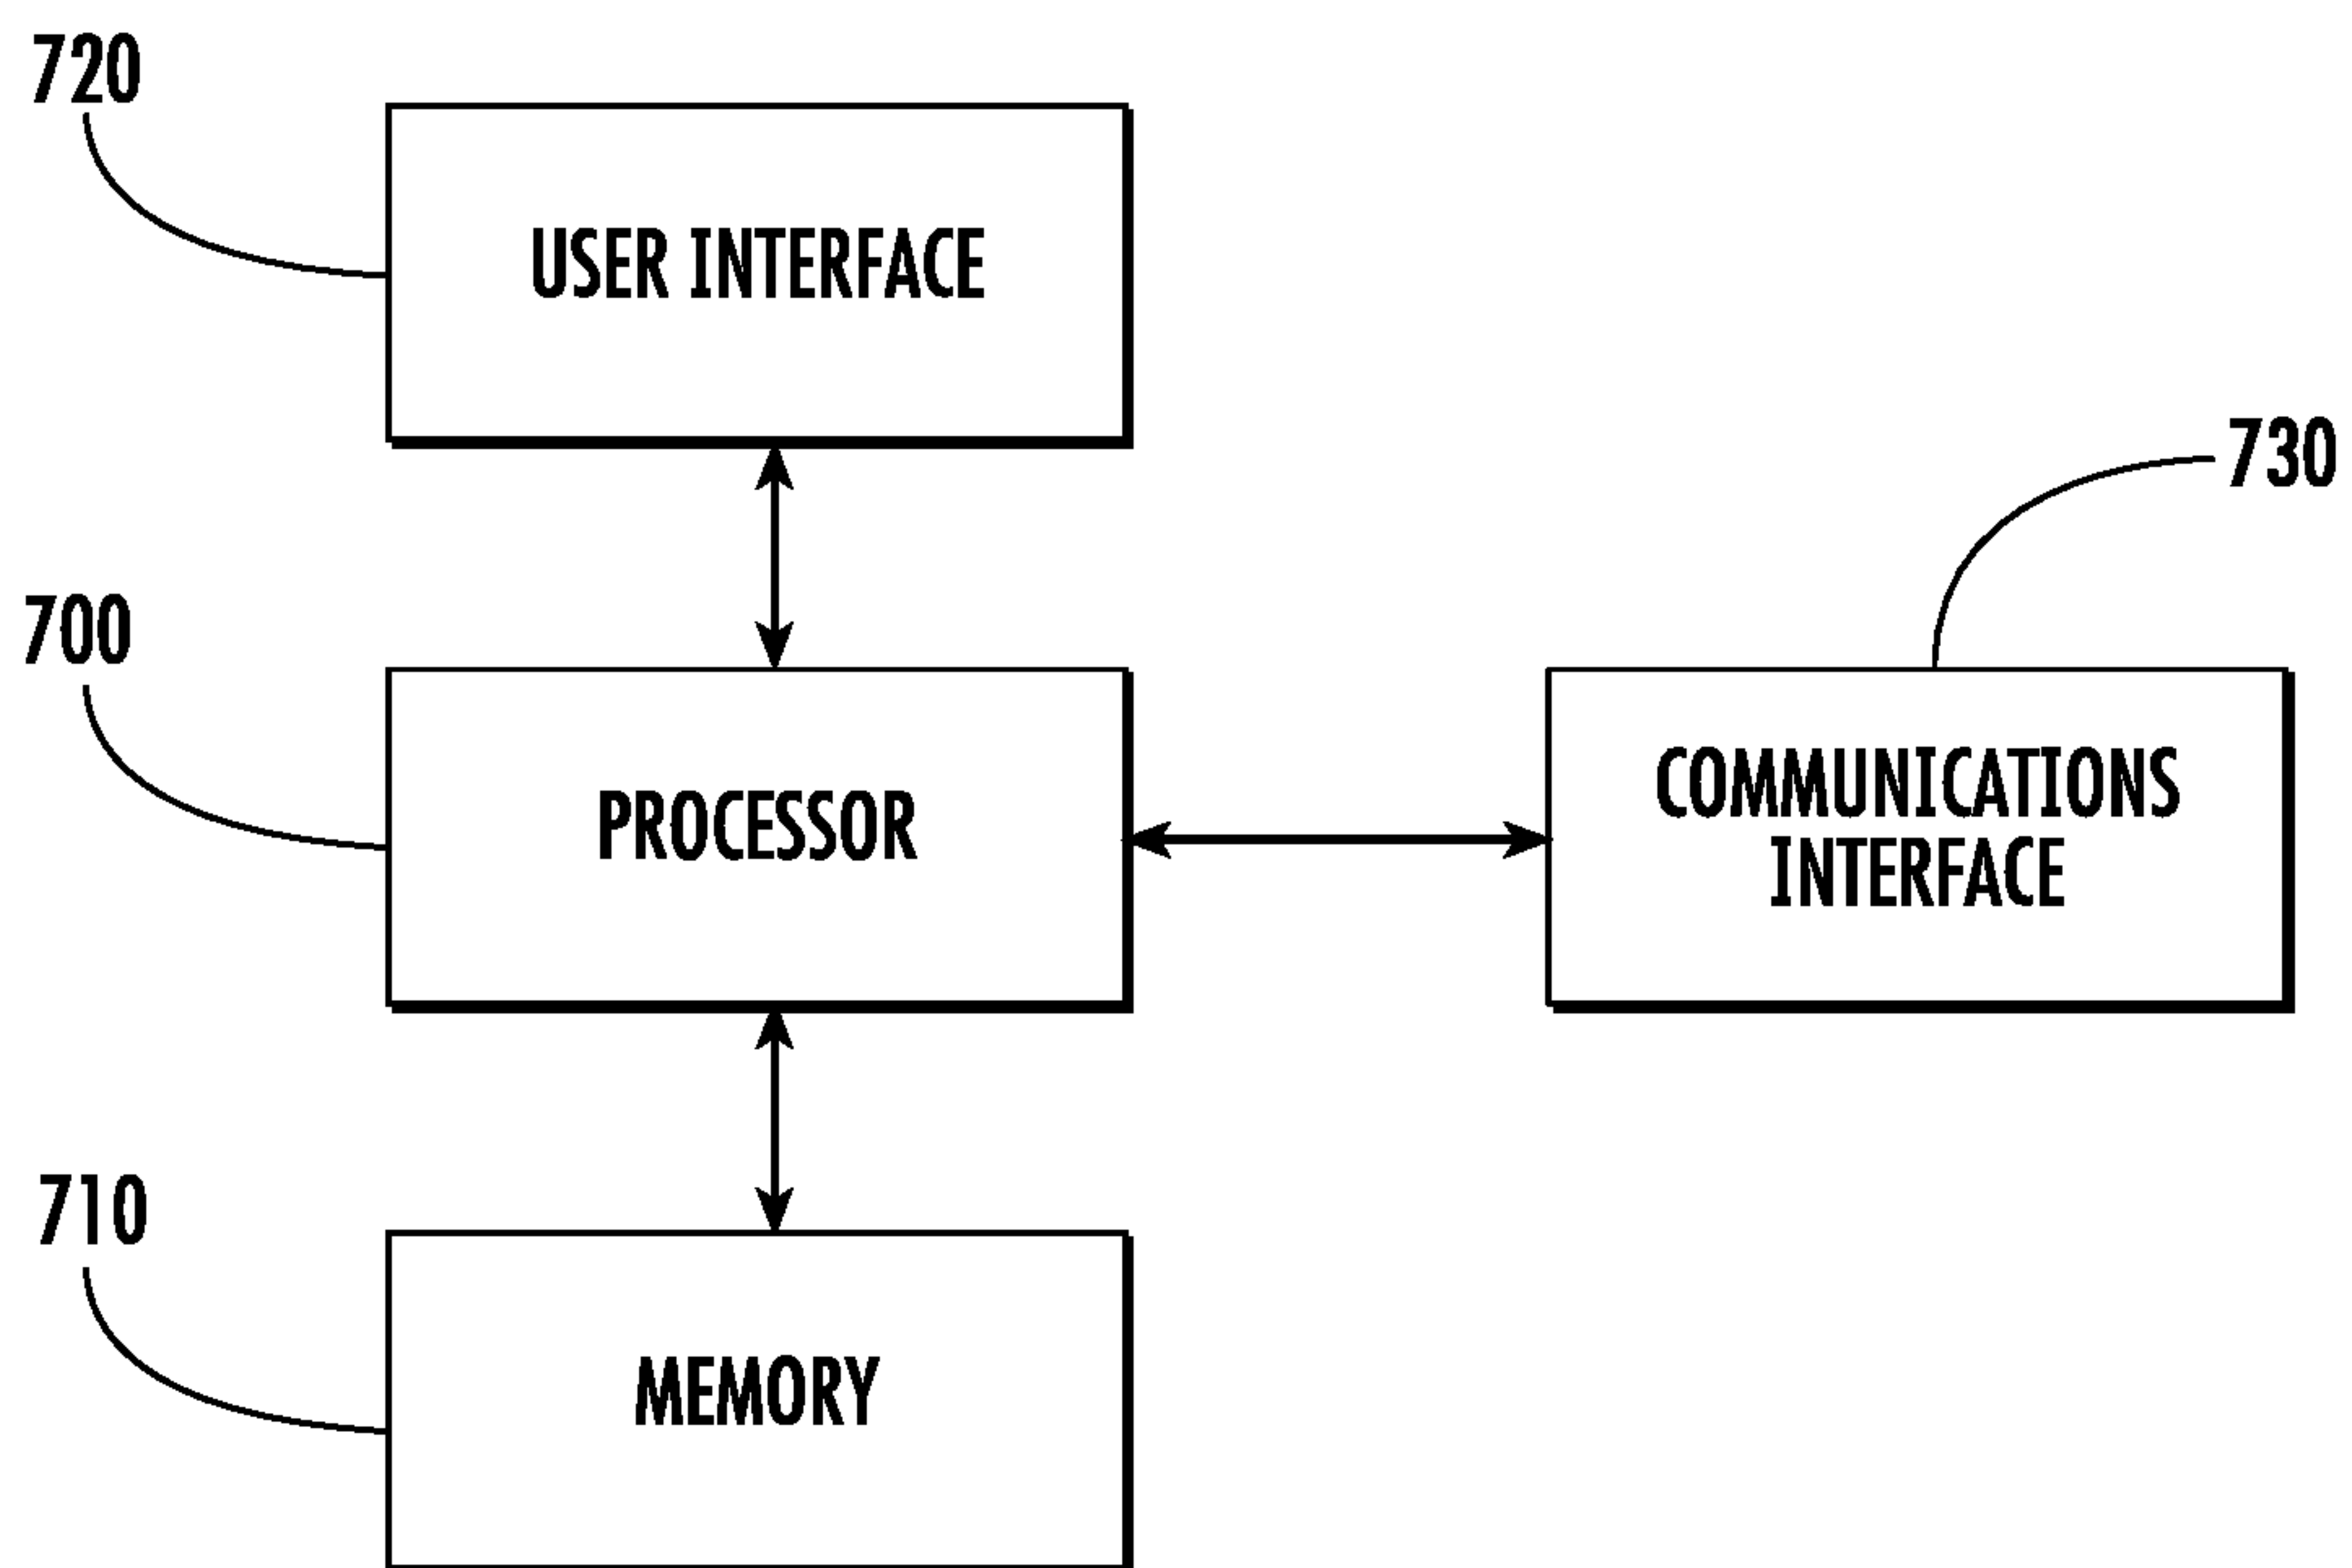 720
USER INTERFACE
730
700
PROCESSOR
COMMUNICATIONS
INTERFACE
710
MEMORY